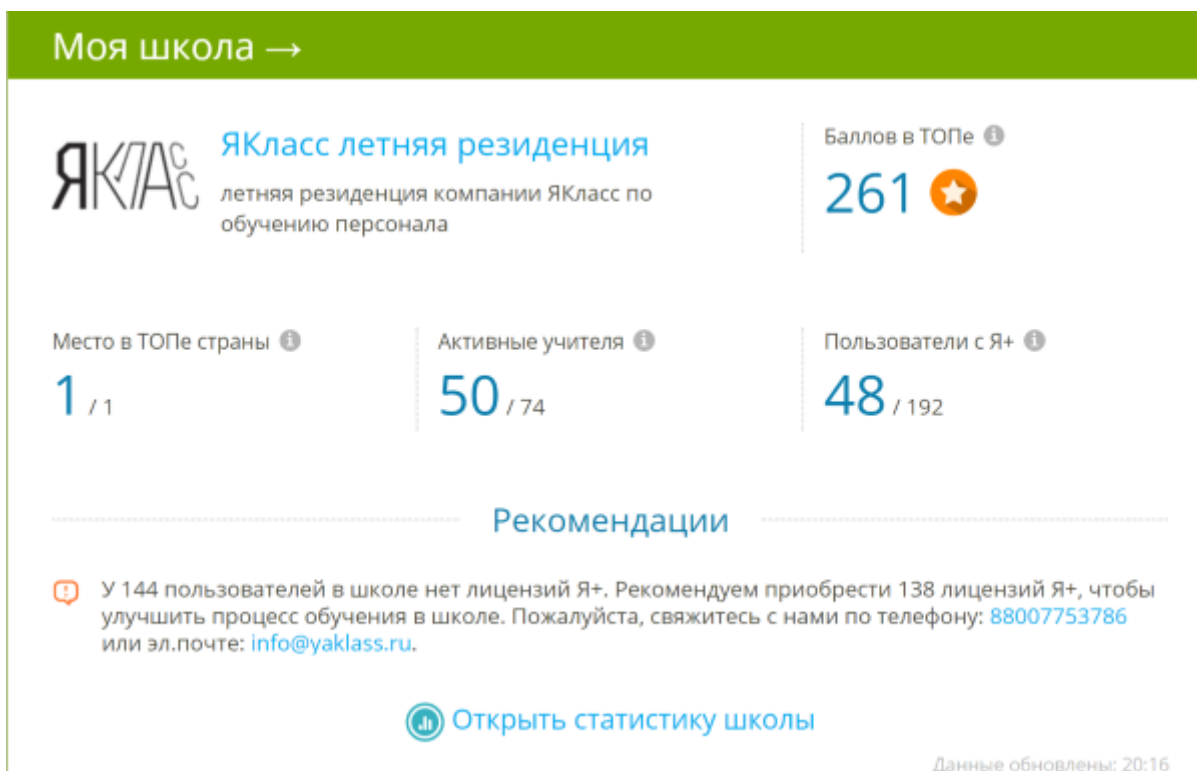 Моя школа →
ЯКласс
ЯКласс летняя резиденция
летняя резиденция компании ЯКласс по
обучению персонала
Баллов в ТОПе
261
Место в ТОПе страны
1 / 1
Активные учителя
50 / 74
Пользователи с Я+
48 / 192
Рекомендации
У 144 пользователей в школе нет лицензий Я+. Рекомендуем приобрести 138 лицензий Я+, чтобы
улучшить процесс обучения в школе. Пожалуйста, свяжитесь с нами по телефону: 88007753786
или эл.почте: info@yaklass.ru.
Открыть статистику школы
Данные обновлены: 20:16